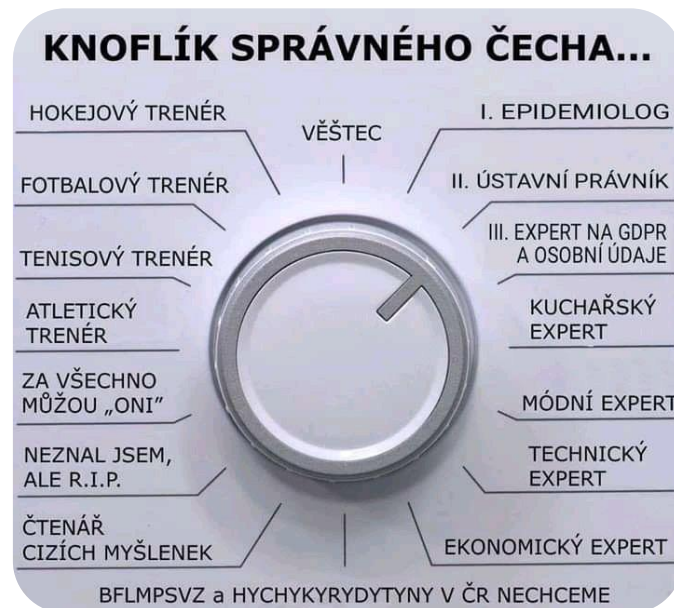 KNOFLÍK SPRÁVNÉHO ČECHA...
HOKEJOVÝ TRENÉR
VĚŠTEC
I. EPIDEMIOLOG
FOTBALOVÝ TRENÉR
II. ÚSTAVNÍ PRÁVNÍK
TENISOVÝ TRENÉR
III. EXPERT NA GDPR
A OSOBNÍ ÚDAJE
ATLETICKÝ
TRENÉR
KUCHAŘSKÝ
EXPERT
ZA VŠECHNO
MŮŽOU „ONI”
MÓDNÍ EXPERT
NEZNAL JSEM,
ALE R.I.P.
TECHNICKÝ
EXPERT
ČTENÁŘ
CIZÍCH MYŠLENEK
EKONOMICKÝ EXPERT
BFLMPSVZ a HYCHYKYRYDYTYNY V ČR NECHCEME